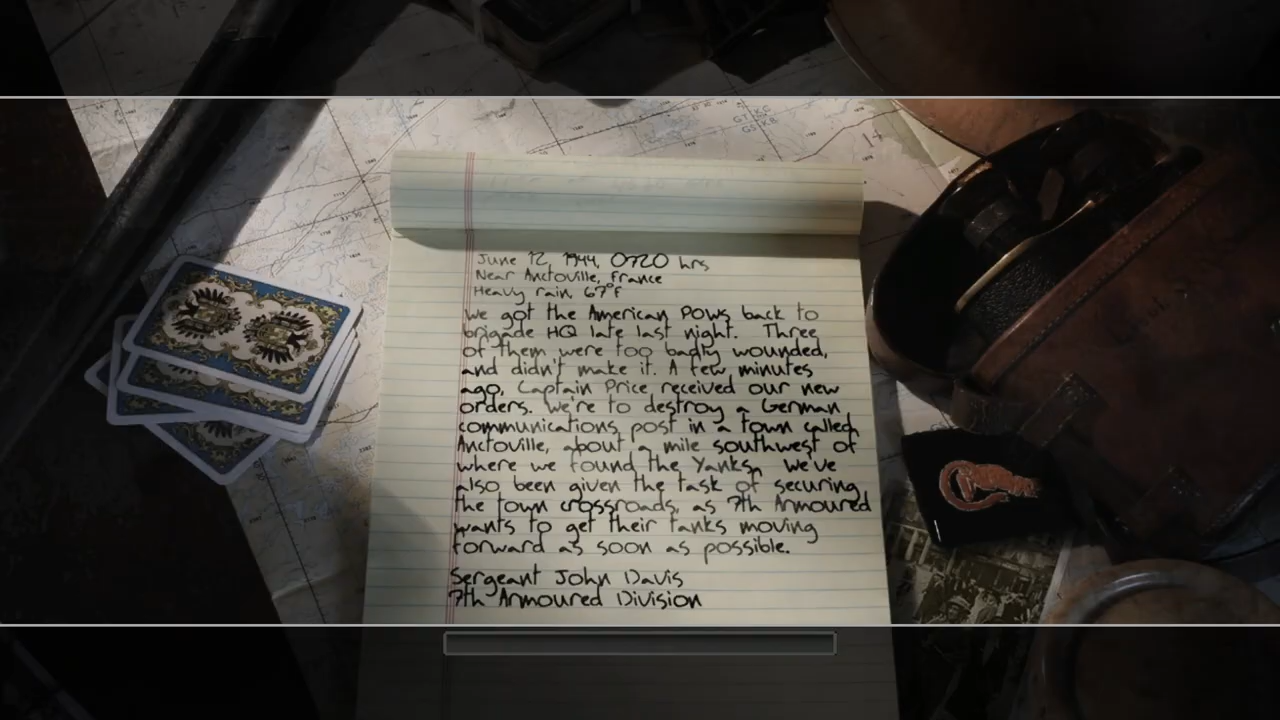 June 12, 1944, 0720 hrs
Near Anctoville, France
Heavy rain, 67°F
We got the American POWs back to
brigade HQ late last night. Three
of them were too badly wounded,
and didn't make it. A few minutes
ago, Captain Price received our new
orders. We're to destroy a German
communications post in a town called
Anctoville, about a mile southwest of
where we found the Yanks. We've
also been given the task of securing
the town crossroads, as 7th Armoured
wants to get their tanks moving
forward as soon as possible.
Sergeant John Davis
7th Armoured Division